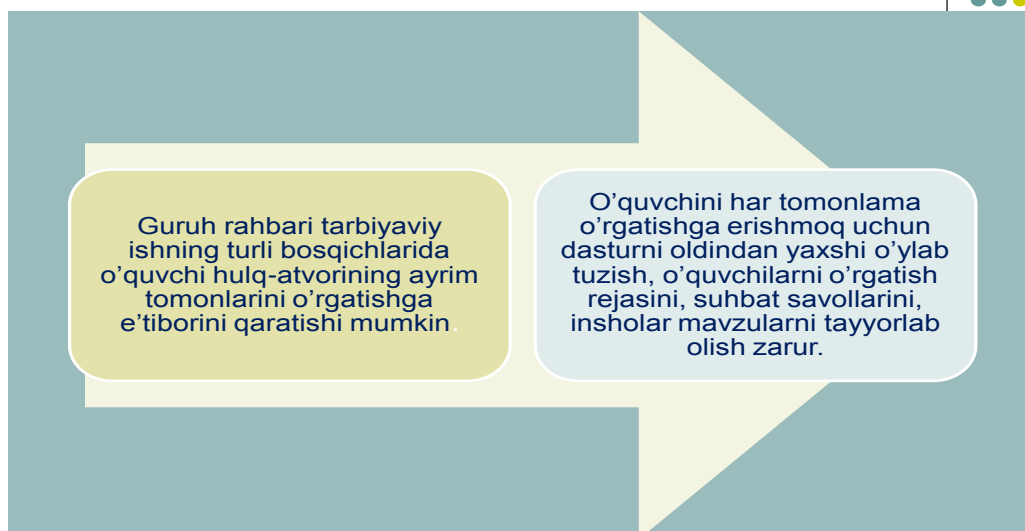 Guruh rahbari tarbiyaviy
ishning turli bosqichlarida
o’quvchi hulq-atvorining ayrim
tomonlarini o’rgatishga
e’tiborini qaratishi mumkin.
O’quvchini har tomonlama
o’rgatishga erishmoq uchun
dasturni oldindan yaxshi o’ylab
tuzish, o’quvchilarni o’rgatish
rejasini, suhbat savollarini,
insholar mavzularni tayyorlab
olish zarur.